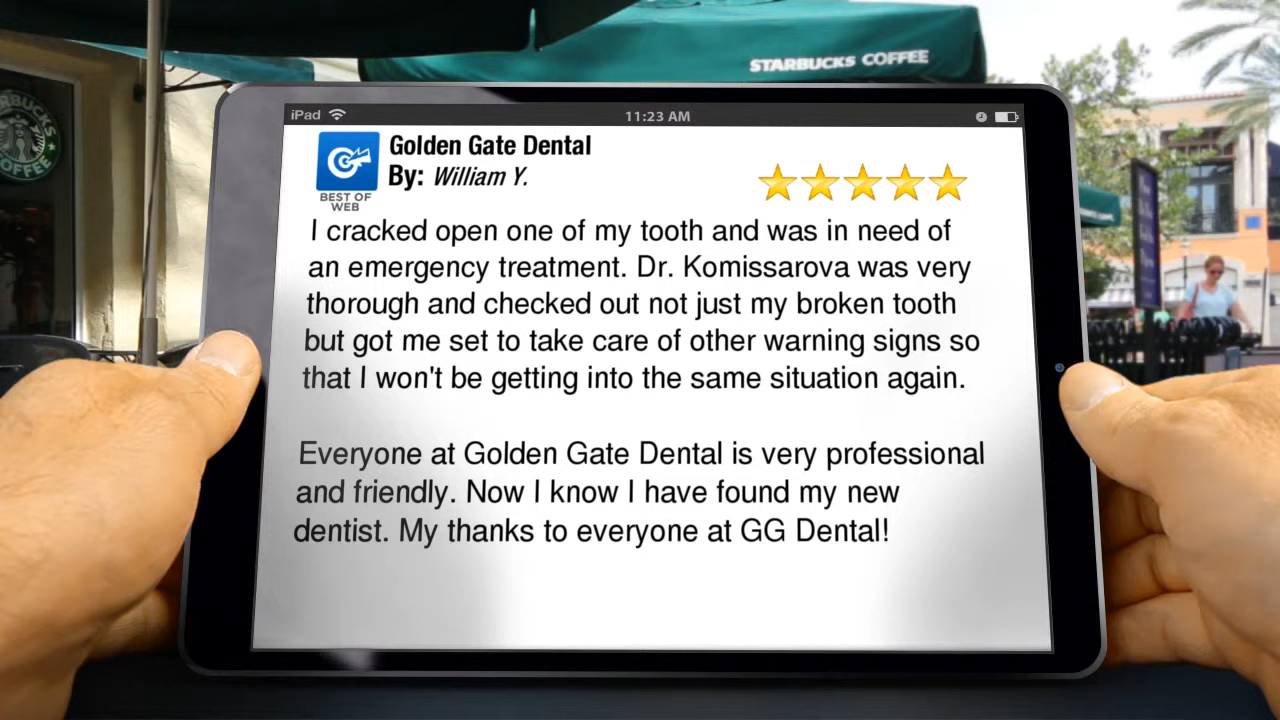 STARBUCKS COFFEE
RBUCKS
OFFEE
iPad
11:23 AM
Golden Gate Dental
By: William Y.
BEST OF
WEB
I cracked open one of my tooth and was in need of
an emergency treatment. Dr. Komissarova was very
thorough and checked out not just my broken tooth
but got me set to take care of other warning signs so
that I won't be getting into the same situation again.
Everyone at Golden Gate Dental is very professional
and friendly. Now I know I have found my new
dentist. My thanks to everyone at GG Dental!